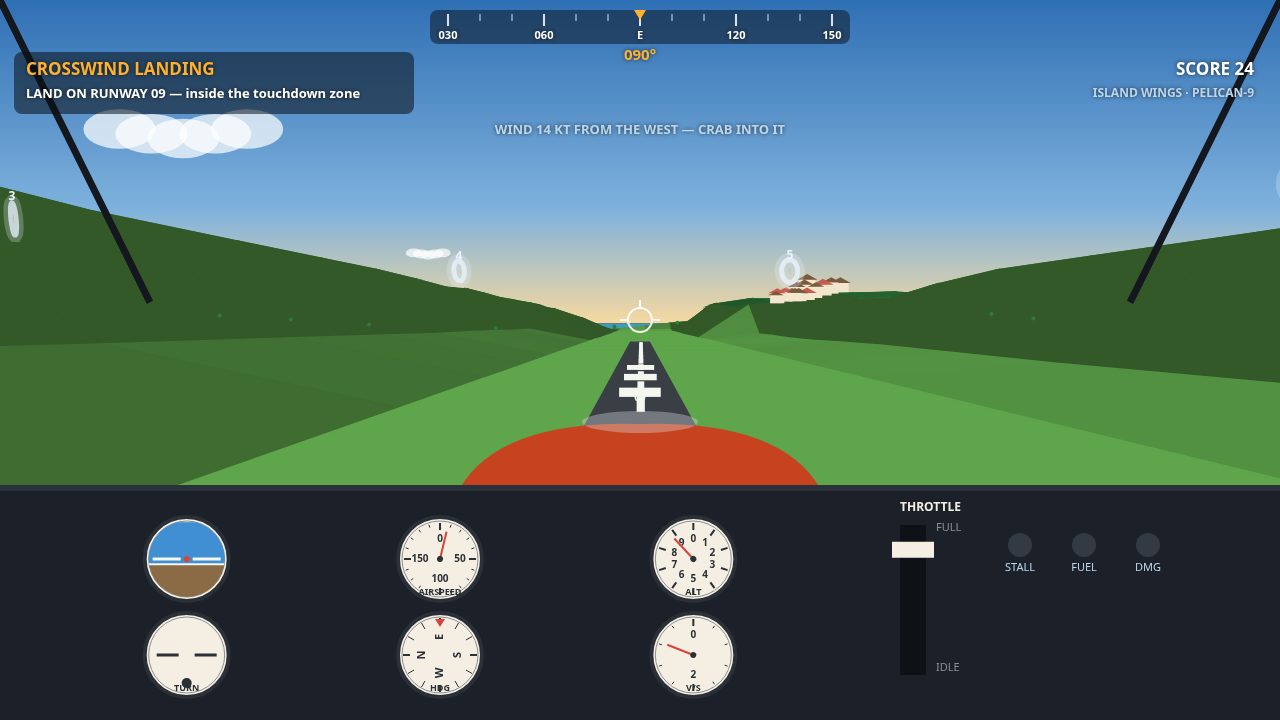 030 060 E 120 150
090°
CROSSWIND LANDING
LAND ON RUNWAY 09 — inside the touchdown zone
SCORE 24
ISLAND WINGS · PELICAN-9
WIND 14 KT FROM THE WEST — CRAB INTO IT
3
4
5
THROTTLE
FULL
IDLE
STALL FUEL DMG
0
50
100
150
AIRSPEED
0
1
2
3
4
5
6
7
8
9
ALT
TURN
E
S
W
N
HDG
0
2
V/S